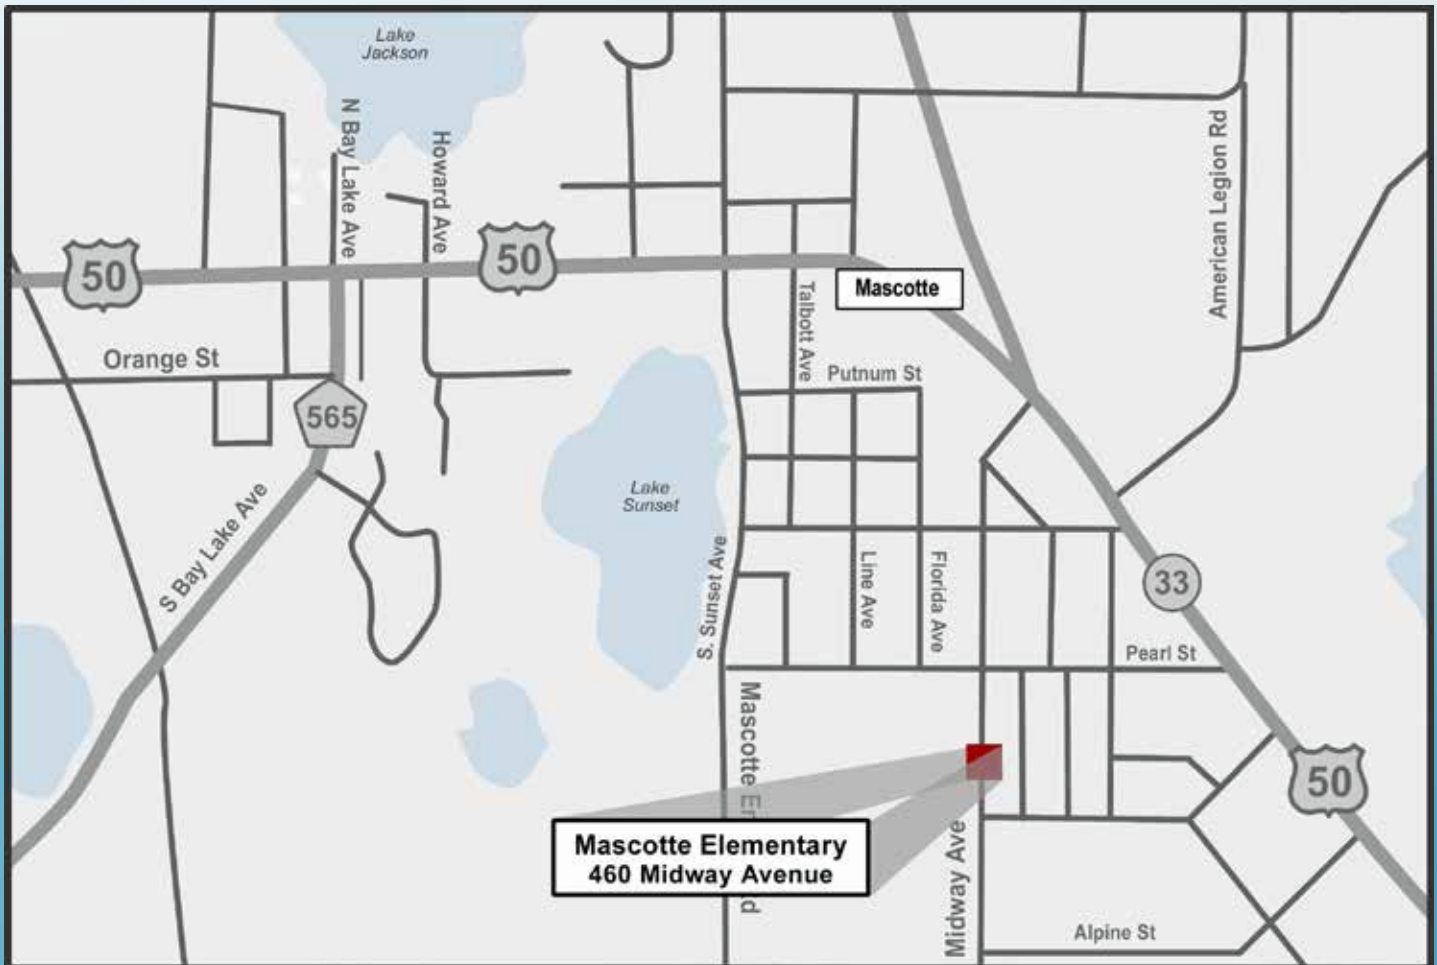 Lake
Jackson
N Bay Lake Ave
Howard Ave
American Legion Rd
50
50
Mascotte
Talbott Ave
Orange St
Putnum St
565
Lake
Sunset
S Bay Lake Ave
S. Sunset Ave
Line Ave
Florida Ave
33
Pearl St
Mascotte
50
Mascotte Elementary
460 Midway Avenue
Midway Ave
Alpine St